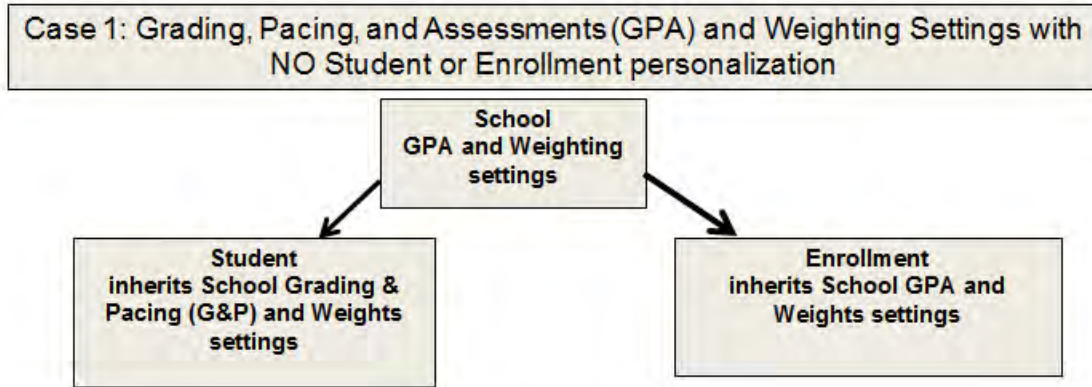 Case 1: Grading, Pacing, and Assessments (GPA) and Weighting Settings with
NO Student or Enrollment personalization
School
GPA and Weighting
settings
Student
inherits School Grading &
Pacing (G&P) and Weights
settings
Enrollment
inherits School GPA and
Weights settings